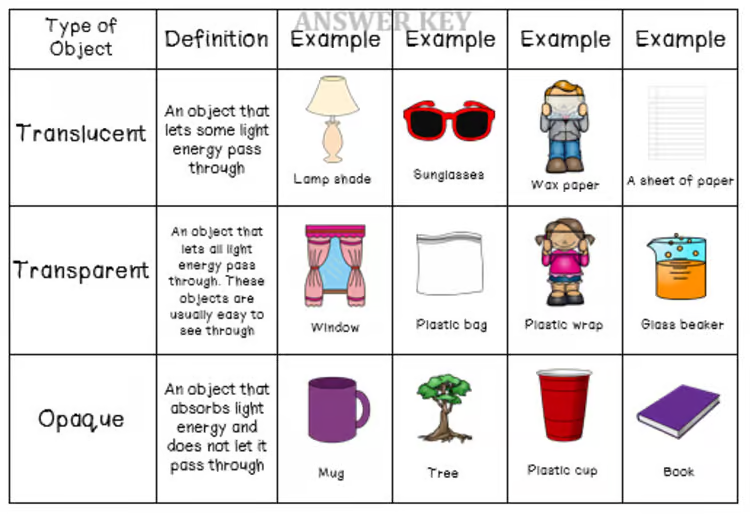 ANSWER KEY
Type of
Object
Definition
Example
Example
Example
Example
Translucent
An object that
lets some light
energy pass
through
Lamp shade
Sunglasses
Wax paper
A sheet of paper
Transparent
An object that
lets all light
energy pass
through. These
objects are
usually easy to
see through
Window
Plastic bag
Plastic wrap
Glass beaker
Opaque
An object that
absorbs light
energy and
does not let it
pass through
Mug
Tree
Plastic cup
Book